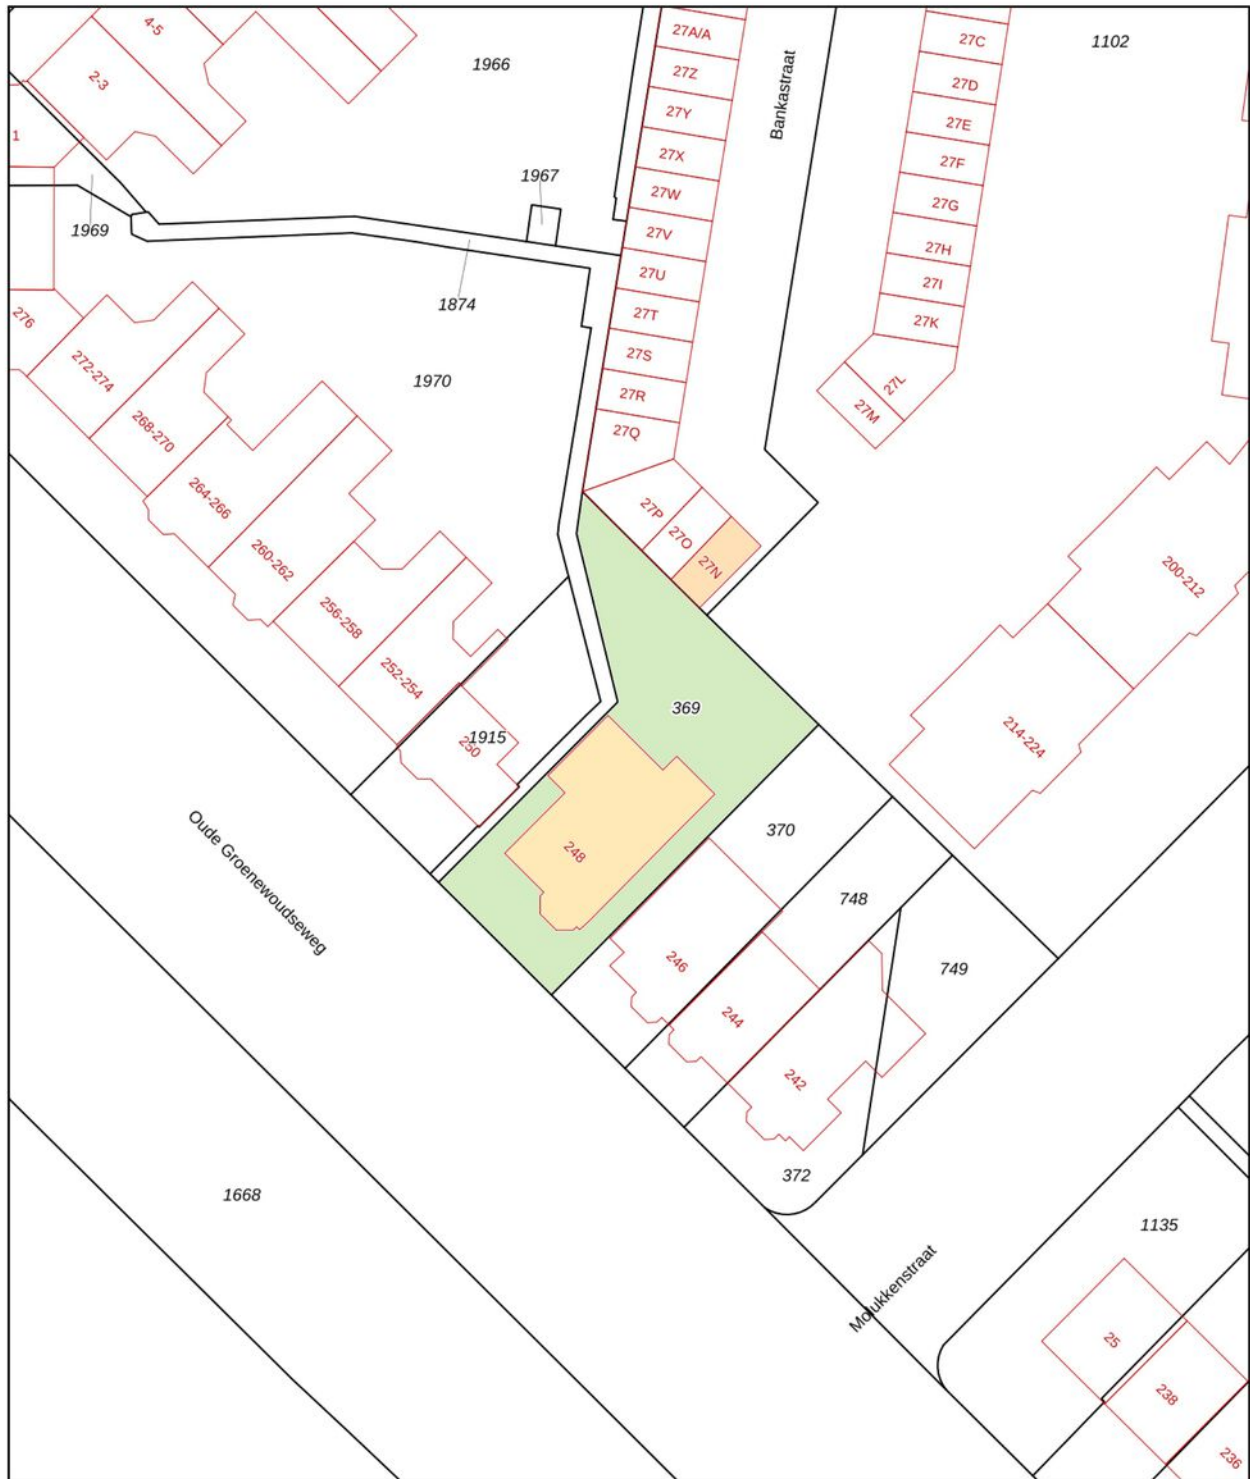 4-5
2-3
1
1966
27A/A
27Z
27Y
27X
27W
27V
27U
27T
27S
27R
27Q
27P
27O
27N
Bankastraat
27C
27D
27E
27F
27G
27H
27I
27K
27L
27M
1102
1967
1969
1874
1970
276
272-274
268-270
264-266
260-262
256-258
252-254
250
1915
369
248
200-212
214-224
370
748
749
246
244
242
372
Oude Groenewoudseweg
1668
Molukkenstraat
1135
25
238
236